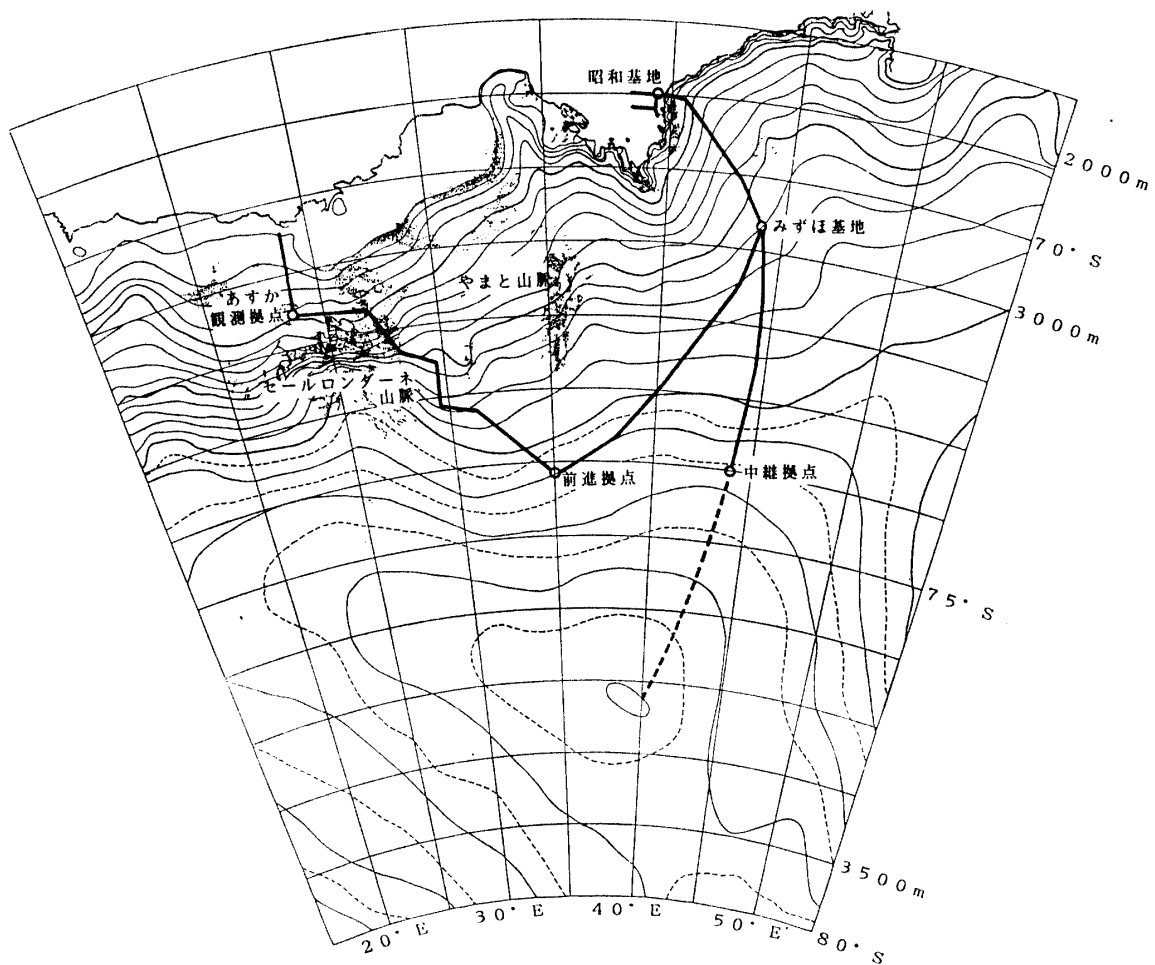 昭和基地
2000m
みずほ基地
70° S
やまと山脈
あすか
観測拠点
3000m
セールロンダーネ
山脈
前進拠点
中継拠点
75° S
3500m
20° E
30° E
40° E
50° E
80° S